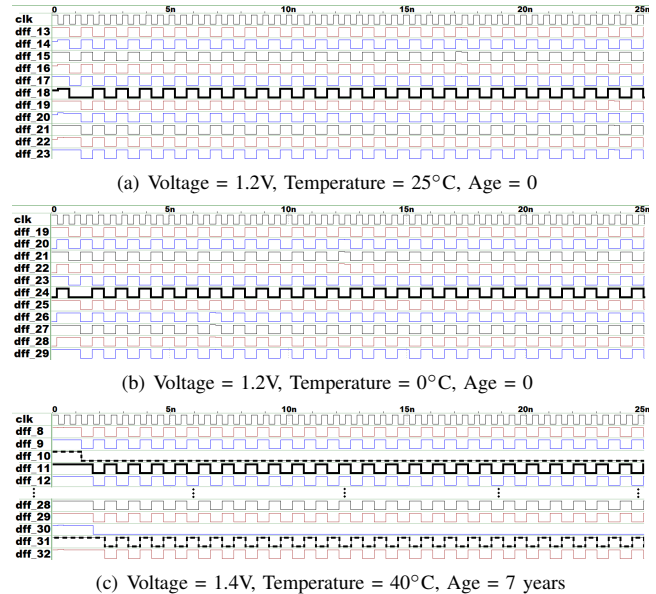 0 5n 10n 15n 20n 25n
clk
dff_13
dff_14
dff_15
dff_16
dff_17
dff_18
dff_19
dff_20
dff_21
dff_22
dff_23
(a) Voltage = 1.2V, Temperature = 25°C, Age = 0
0 5n 10n 15n 20n 25n
clk
dff_19
dff_20
dff_21
dff_22
dff_23
dff_24
dff_25
dff_26
dff_27
dff_28
dff_29
(b) Voltage = 1.2V, Temperature = 0°C, Age = 0
0 5n 10n 15n 20n 25n
clk
dff_8
dff_9
dff_10
dff_11
dff_12
dff_28
dff_29
dff_30
dff_31
dff_32
(c) Voltage = 1.4V, Temperature = 40°C, Age = 7 years